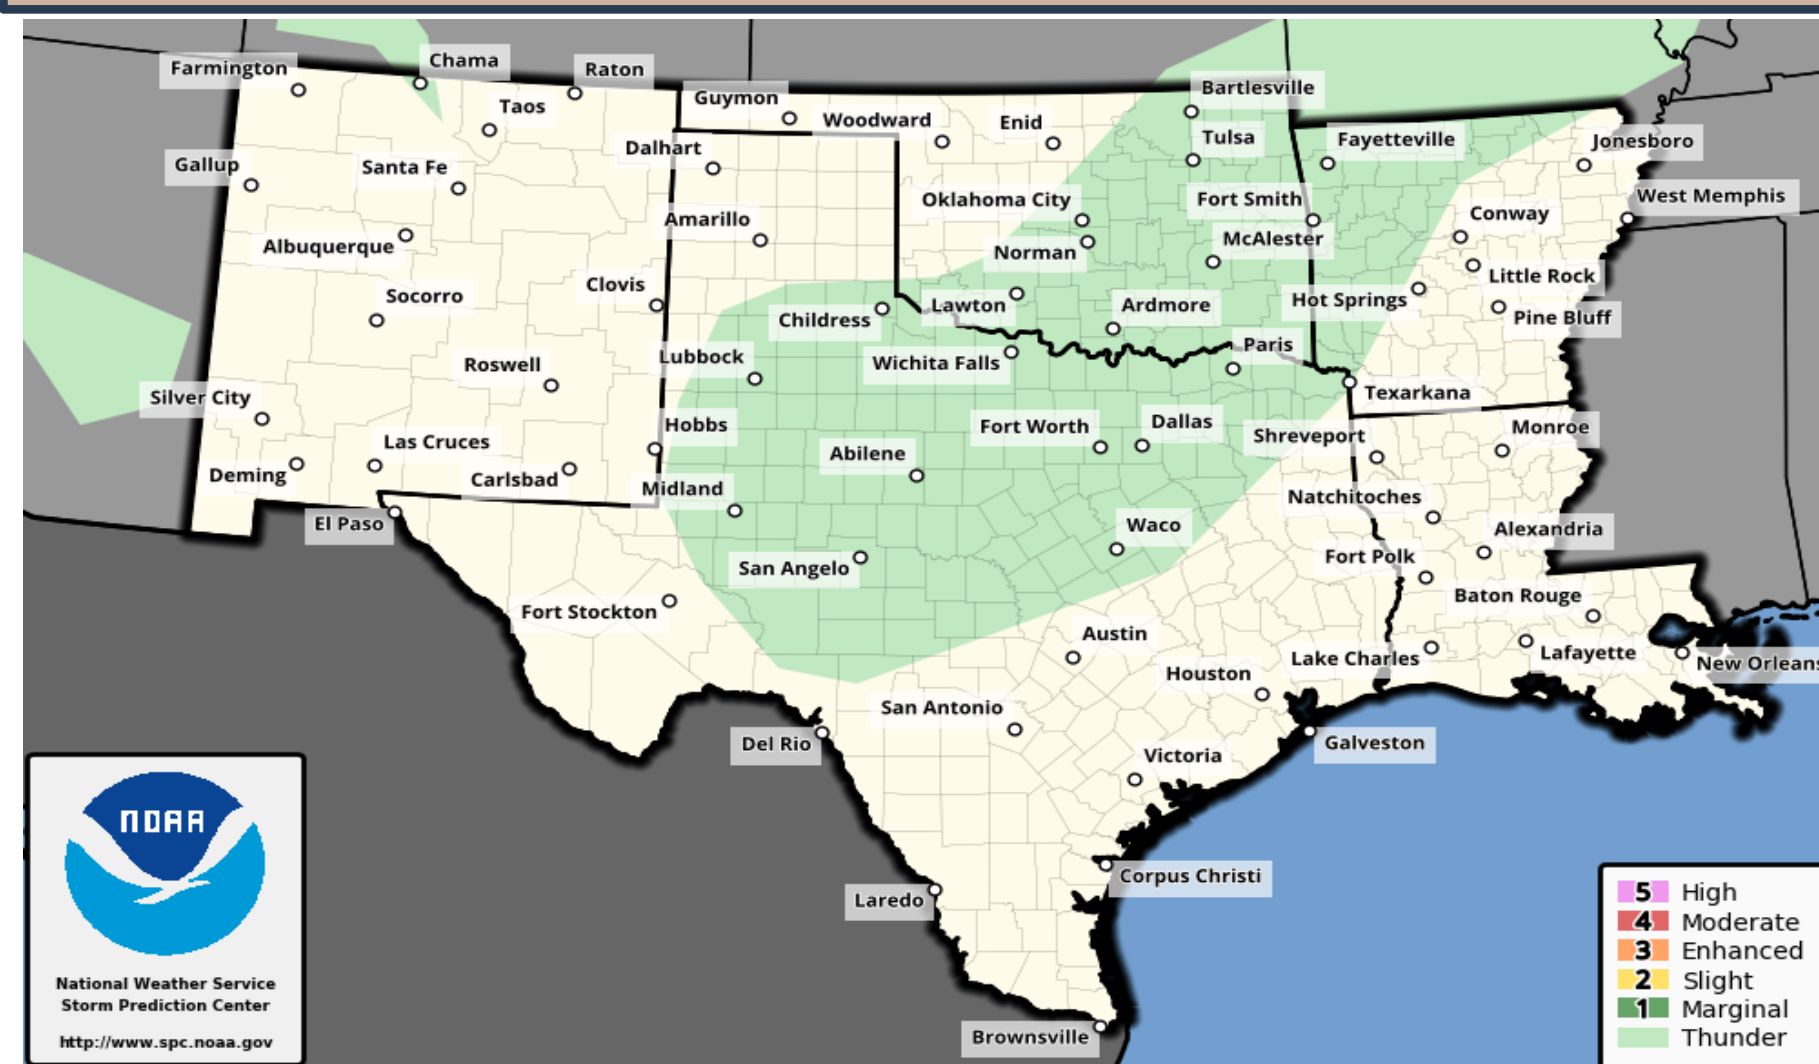 Farmington
Chama
Raton
Taos
Guymon
Woodward
Enid
Bartlesville
Tulsa
Fayetteville
Jonesboro
Gallup
Santa Fe
Dalhart
Oklahoma City
Fort Smith
West Memphis
Albuquerque
Amarillo
Norman
McAlester
Conway
Socorro
Clovis
Childress
Lawton
Ardmore
Hot Springs
Little Rock
Pine Bluff
Roswell
Lubbock
Wichita Falls
Paris
Texarkana
Silver City
Hobbs
Fort Worth
Dallas
Shreveport
Monroe
Las Cruces
Deming
Carlsbad
Midland
Abilene
Natchitoches
El Paso
Waco
Alexandria
San Angelo
Fort Polk
Fort Stockton
Baton Rouge
Austin
Lake Charles
Lafayette
New Orleans
Houston
San Antonio
Del Rio
Galveston
Victoria
Laredo
Corpus Christi
Brownsville
NOAA
National Weather Service
Storm Prediction Center
http://www.spc.noaa.gov
5 High
4 Moderate
3 Enhanced
2 Slight
1 Marginal
Thunder